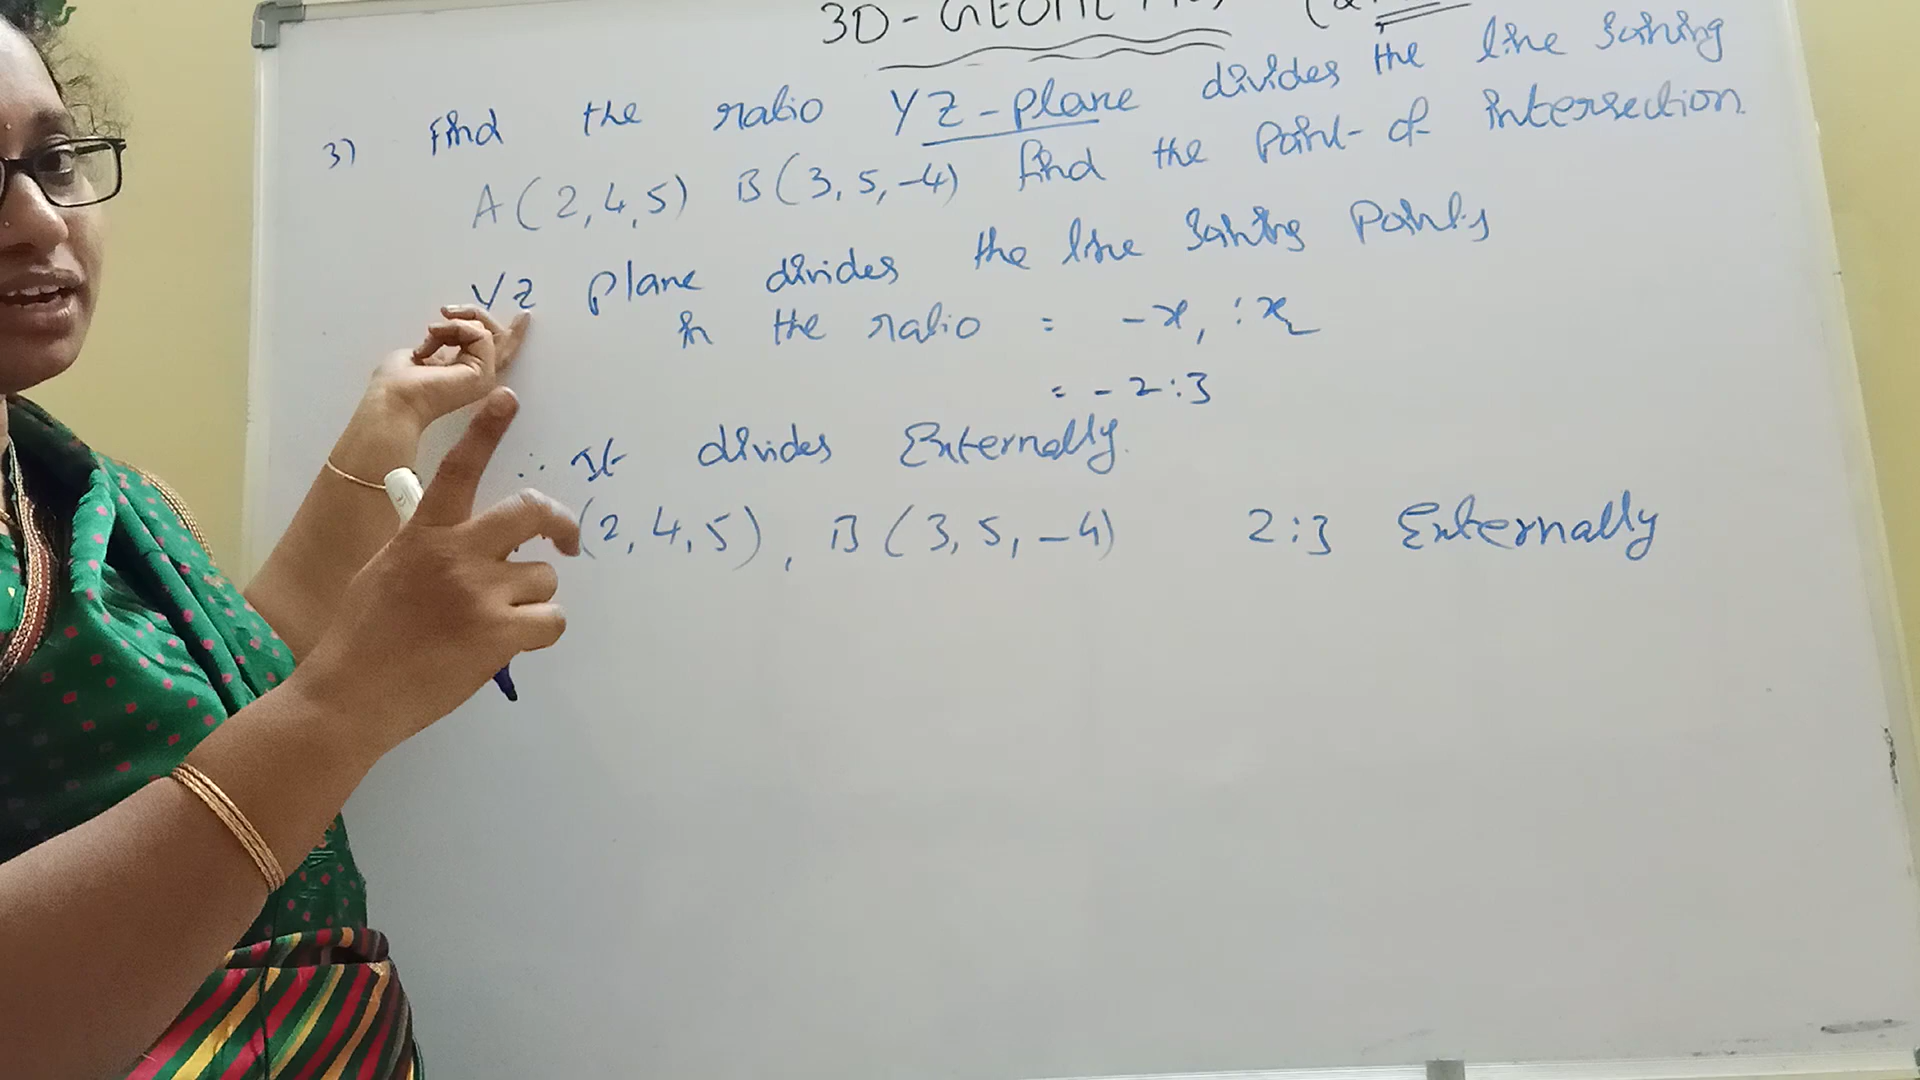 3D-GEOMET
3) Find the ratio YZ-plane divides the line joining
A(2,4,5) B(3,5,-4) find the point of intersection.
YZ plane divides the line joining points
in the ratio = -x₁ : x₂
= -2:3
∴ It divides Externally.
(2,4,5), B(3,5,-4) 2:3 Externally